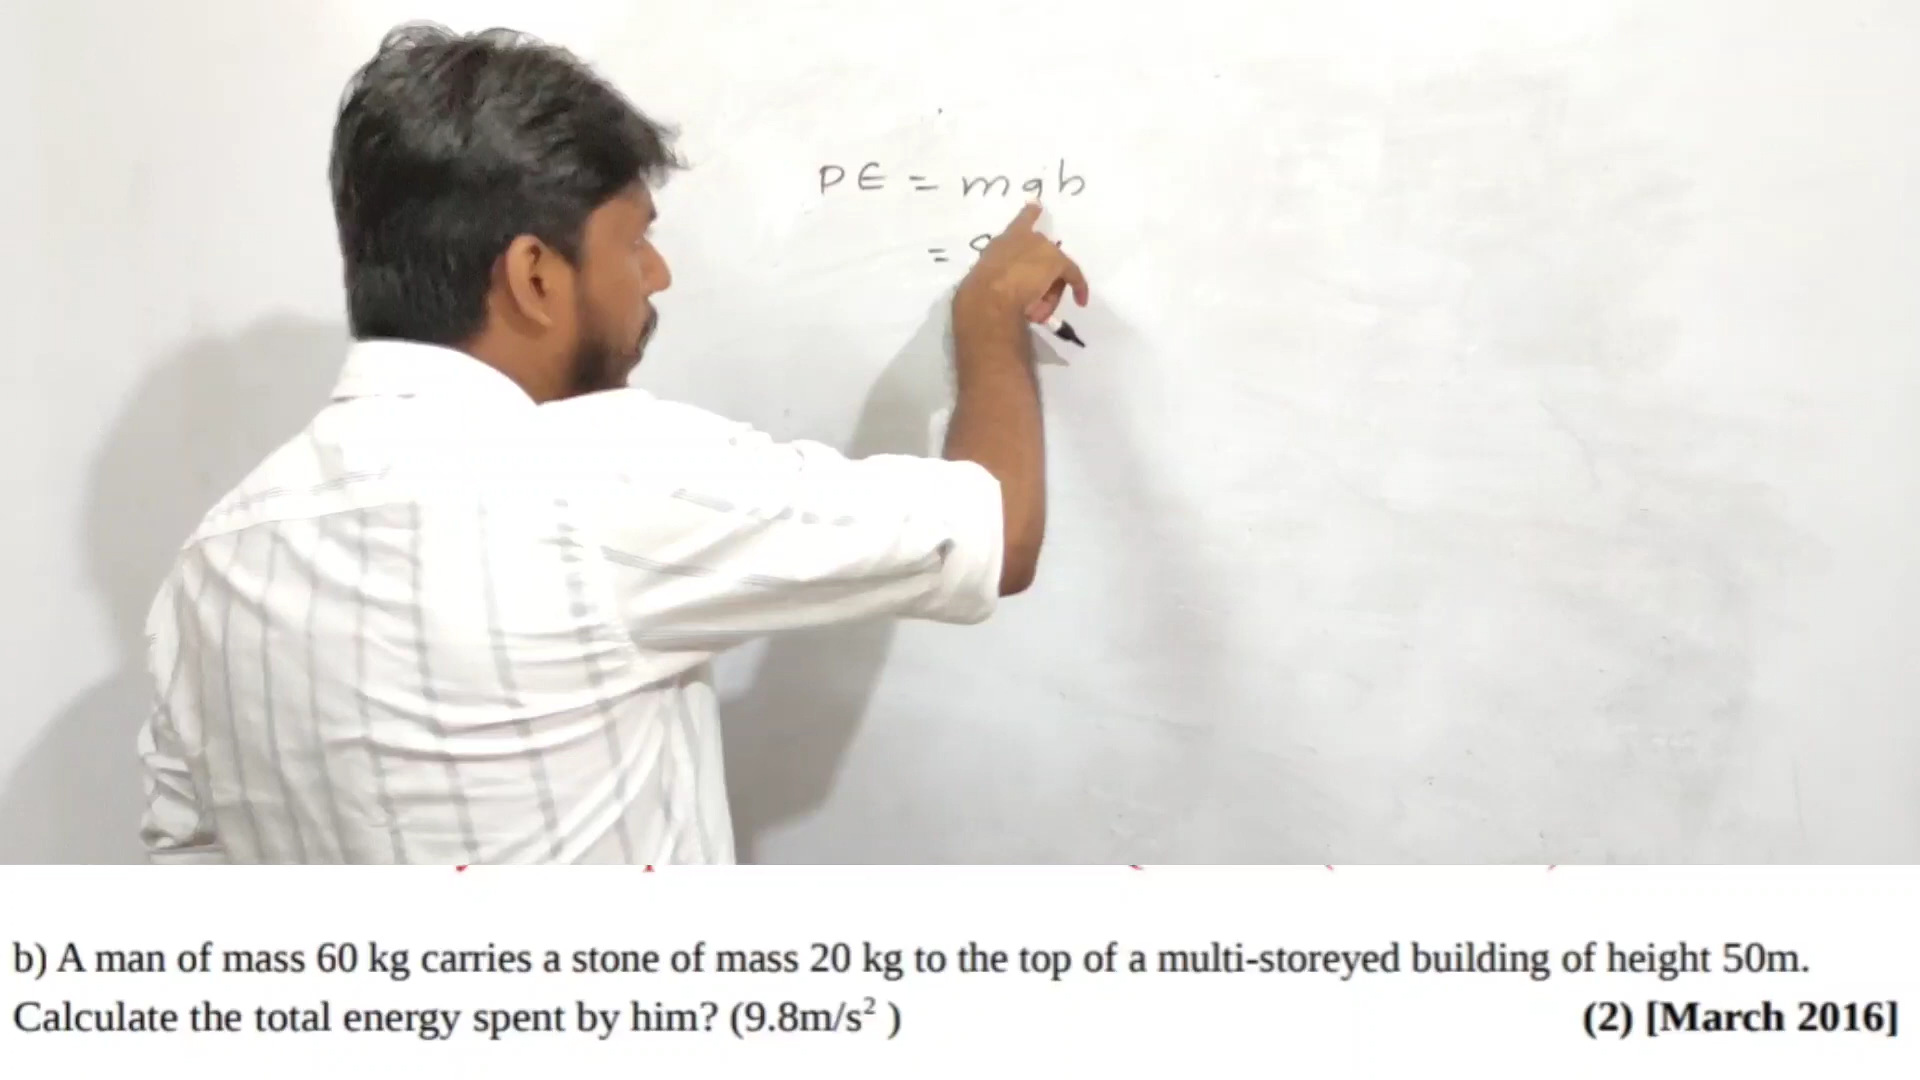 PE = mgh
=
b) A man of mass 60 kg carries a stone of mass 20 kg to the top of a multi-storeyed building of height 50m.
Calculate the total energy spent by him? (9.8m/s² )
(2) [March 2016]